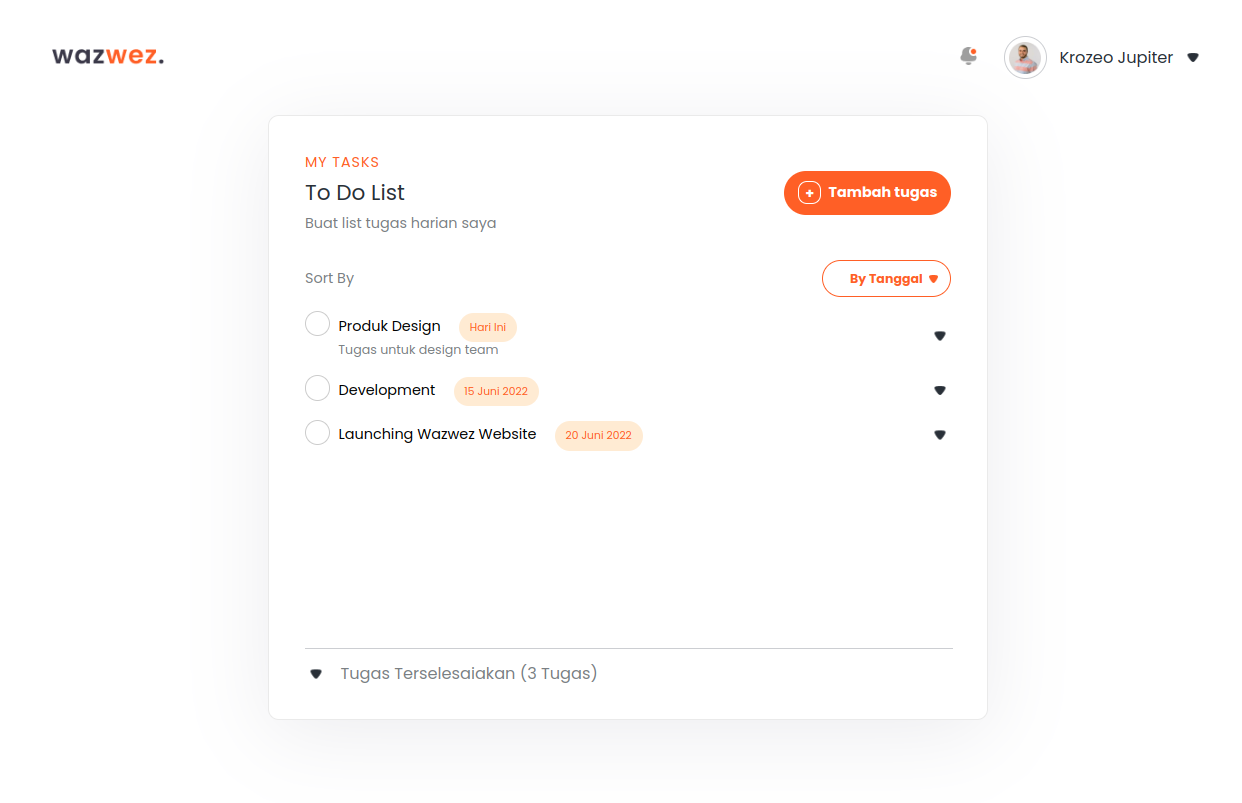 wazwez.
Krozeo Jupiter
MY TASKS
To Do List
Buat list tugas harian saya
Tambah tugas
Sort By
By Tanggal
Produk Design
Hari Ini
Tugas untuk design team
Development
15 Juni 2022
Launching Wazwez Website
20 Juni 2022
Tugas Terselesaiakan (3 Tugas)